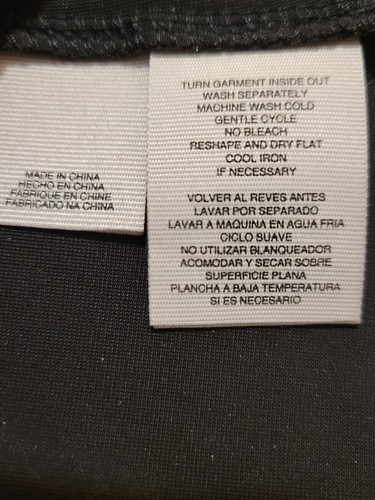 MADE IN CHINA
HECHO EN CHINA
FABRIQUE EN CHINE
FABRICADO NA CHINA
TURN GARMENT INSIDE OUT
WASH SEPARATELY
MACHINE WASH COLD
GENTLE CYCLE
NO BLEACH
RESHAPE AND DRY FLAT
COOL IRON
IF NECESSARY
VOLVER AL REVES ANTES
LAVAR POR SEPARADO
LAVAR A MAQUINA EN AGUA FRIA
CICLO SUAVE
NO UTILIZAR BLANQUEADOR
ACOMODAR Y SECAR SOBRE
SUPERFICIE PLANA
PLANCHA A BAJA TEMPERATURA
SI ES NECESARIO